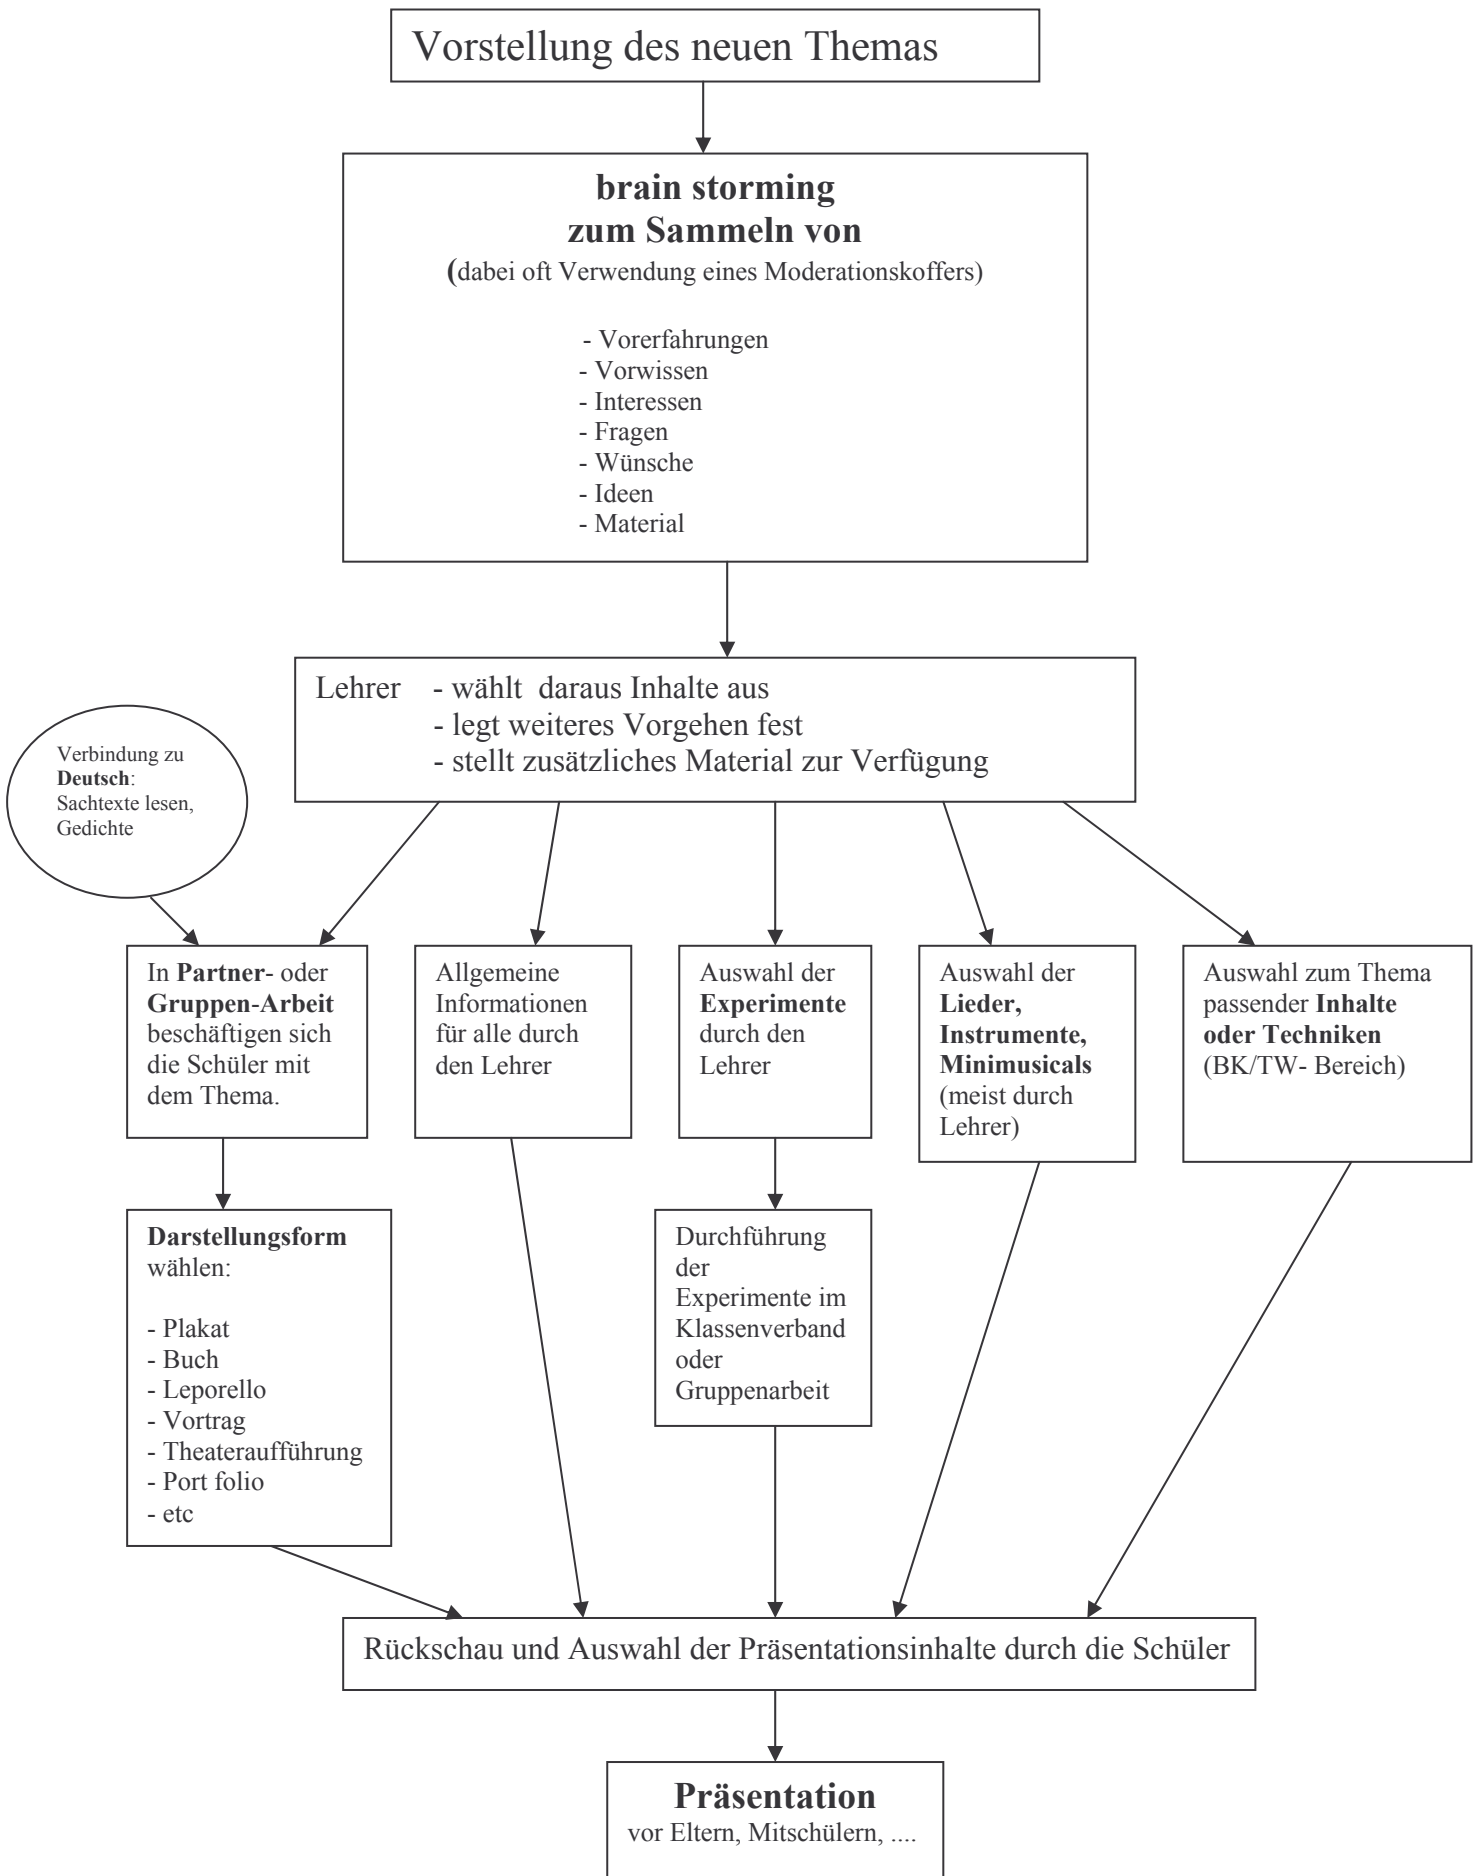 Vorstellung des neuen Themas
brain storming
zum Sammeln von
(dabei oft Verwendung eines Moderationskoffers)
- Vorerfahrungen
- Vorwissen
- Interessen
- Fragen
- Wünsche
- Ideen
- Material
Lehrer - wählt daraus Inhalte aus
- legt weiteres Vorgehen fest
- stellt zusätzliches Material zur Verfügung
Verbindung zu
Deutsch:
Sachtexte lesen,
Gedichte
In Partner- oder
Gruppen-Arbeit
beschäftigen sich
die Schüler mit
dem Thema.
Allgemeine
Informationen
für alle durch
den Lehrer
Auswahl der
Experimente
durch den
Lehrer
Auswahl der
Lieder,
Instrumente,
Minimusicals
(meist durch
Lehrer)
Auswahl zum Thema
passender Inhalte
oder Techniken
(BK/TW- Bereich)
Darstellungsform
wählen:
- Plakat
- Buch
- Leporello
- Vortrag
- Theateraufführung
- Port folio
- etc
Durchführung
der
Experimente im
Klassenverband
oder
Gruppenarbeit
Rückschau und Auswahl der Präsentationsinhalte durch die Schüler
Präsentation
vor Eltern, Mitschülern, ....